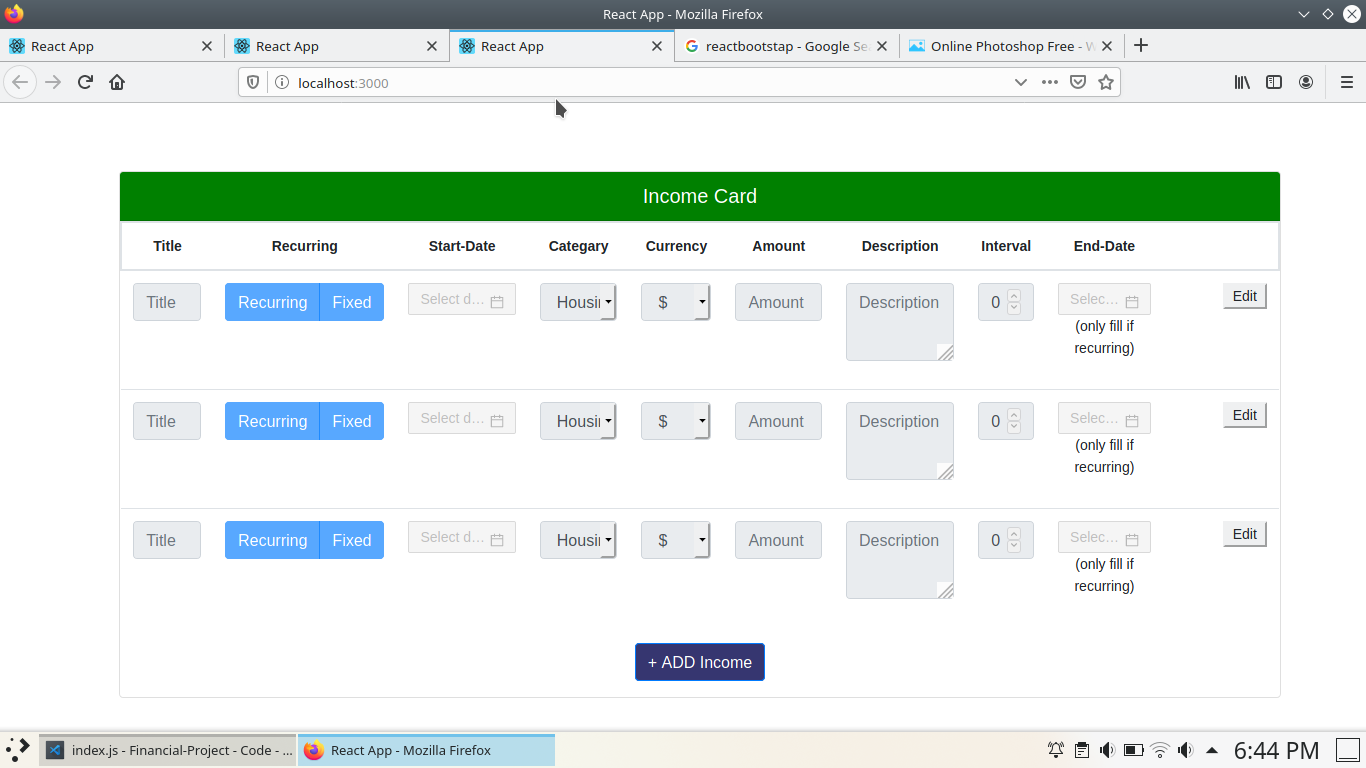 React App - Mozilla Firefox
React App
React App
React App
reactbootstap - Google Se
Online Photoshop Free -
localhost:3000
Income Card
Title Recurring Start-Date Categary Currency Amount Description Interval End-Date
Title Recurring Fixed Select d... Housin $ Amount Description 0 Selec... Edit
(only fill if
recurring)
Title Recurring Fixed Select d... Housin $ Amount Description 0 Selec... Edit
(only fill if
recurring)
Title Recurring Fixed Select d... Housin $ Amount Description 0 Selec... Edit
(only fill if
recurring)
+ ADD Income
index.js - Financial-Project - Code - ...
React App - Mozilla Firefox
6:44 PM